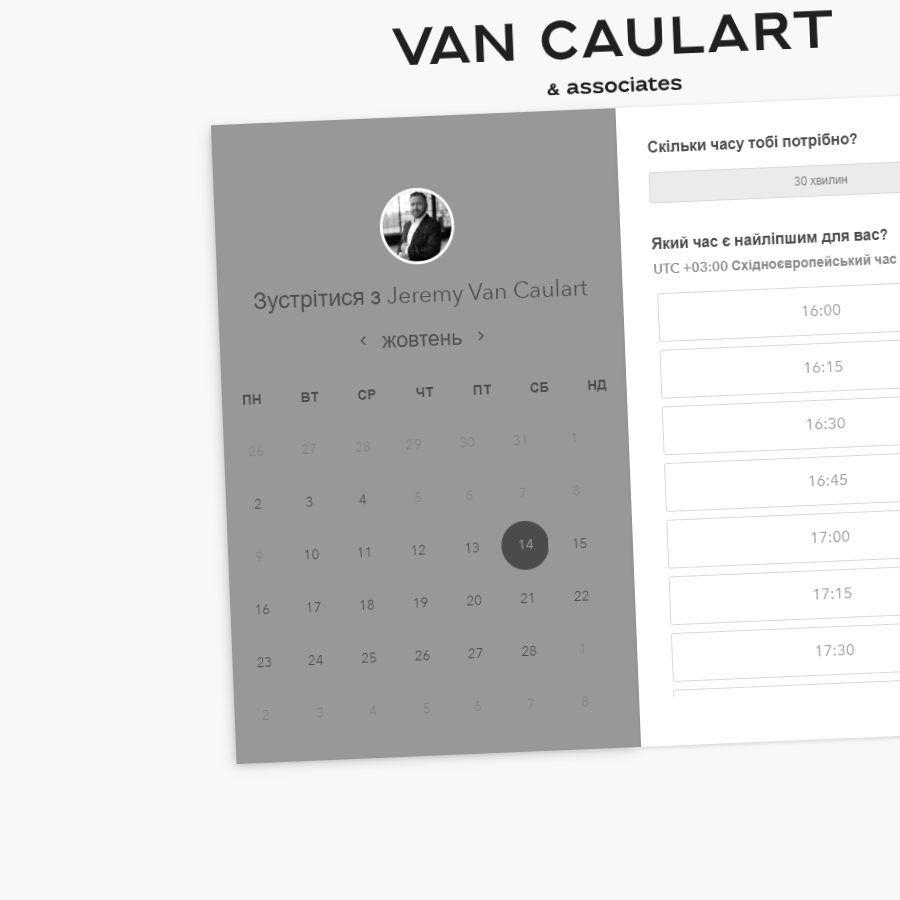 VAN CAULART
& associates
Зустрітися з Jeremy Van Caulart
‹ жовтень ›
ПН ВТ СР ЧТ ПТ СБ НД
26 27 28 29 30 31 1
2 3 4 5 6 7 8
9 10 11 12 13 14 15
16 17 18 19 20 21 22
23 24 25 26 27 28 1
2 3 4 5 6 7 8
Скільки часу тобі потрібно?
30 хвилин
Який час є найліпшим для вас?
UTC +03:00 Східноєвропейський час
16:00
16:15
16:30
16:45
17:00
17:15
17:30